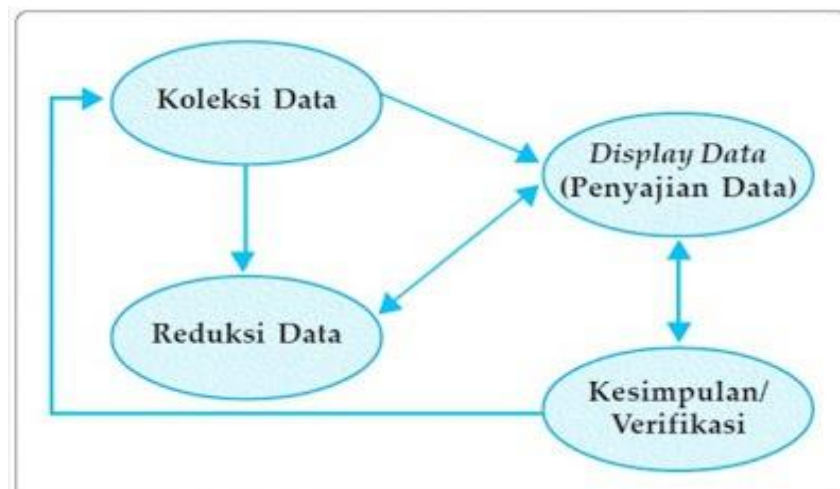 Koleksi Data
Display Data
(Penyajian Data)
Reduksi Data
Kesimpulan/
Verifikasi